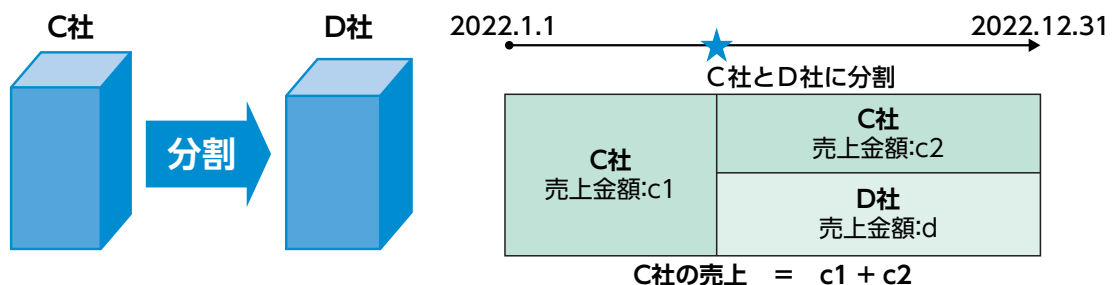 C社
D社
分割
2022.1.1
2022.12.31
C社とD社に分割
C社
売上金額:c1
C社
売上金額:c2
D社
売上金額:d
C社の売上 = c1 + c2